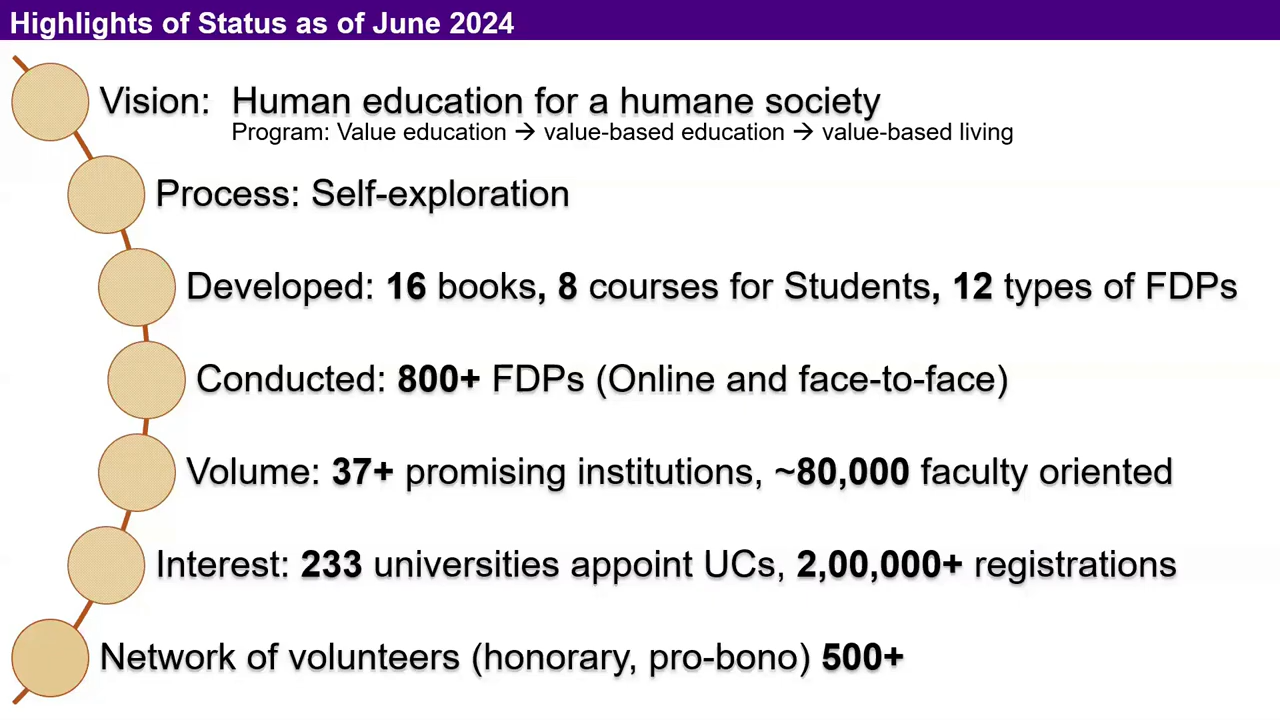 Highlights of Status as of June 2024
Vision: Human education for a humane society
Program: Value education → value-based education → value-based living
Process: Self-exploration
Developed: 16 books, 8 courses for Students, 12 types of FDPs
Conducted: 800+ FDPs (Online and face-to-face)
Volume: 37+ promising institutions, ~80,000 faculty oriented
Interest: 233 universities appoint UCs, 2,00,000+ registrations
Network of volunteers (honorary, pro-bono) 500+